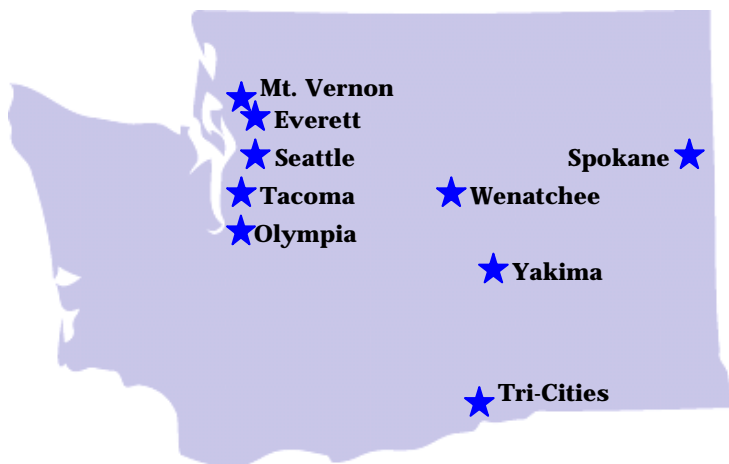 Mt. Vernon
Everett
Seattle
Spokane
Tacoma
Wenatchee
Olympia
Yakima
Tri-Cities